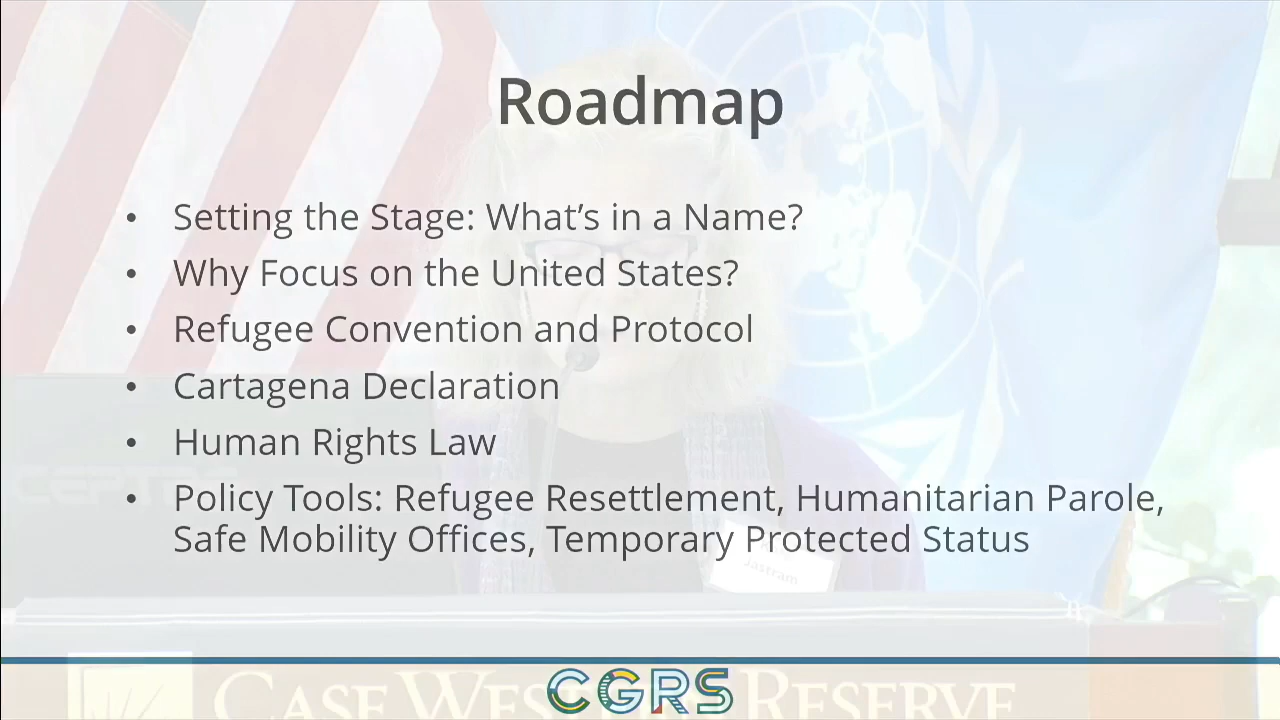 Roadmap
• Setting the Stage: What’s in a Name?
• Why Focus on the United States?
• Refugee Convention and Protocol
• Cartagena Declaration
• Human Rights Law
• Policy Tools: Refugee Resettlement, Humanitarian Parole,
Safe Mobility Offices, Temporary Protected Status
Jastram
CASE WESTERN RESERVE
CGRS